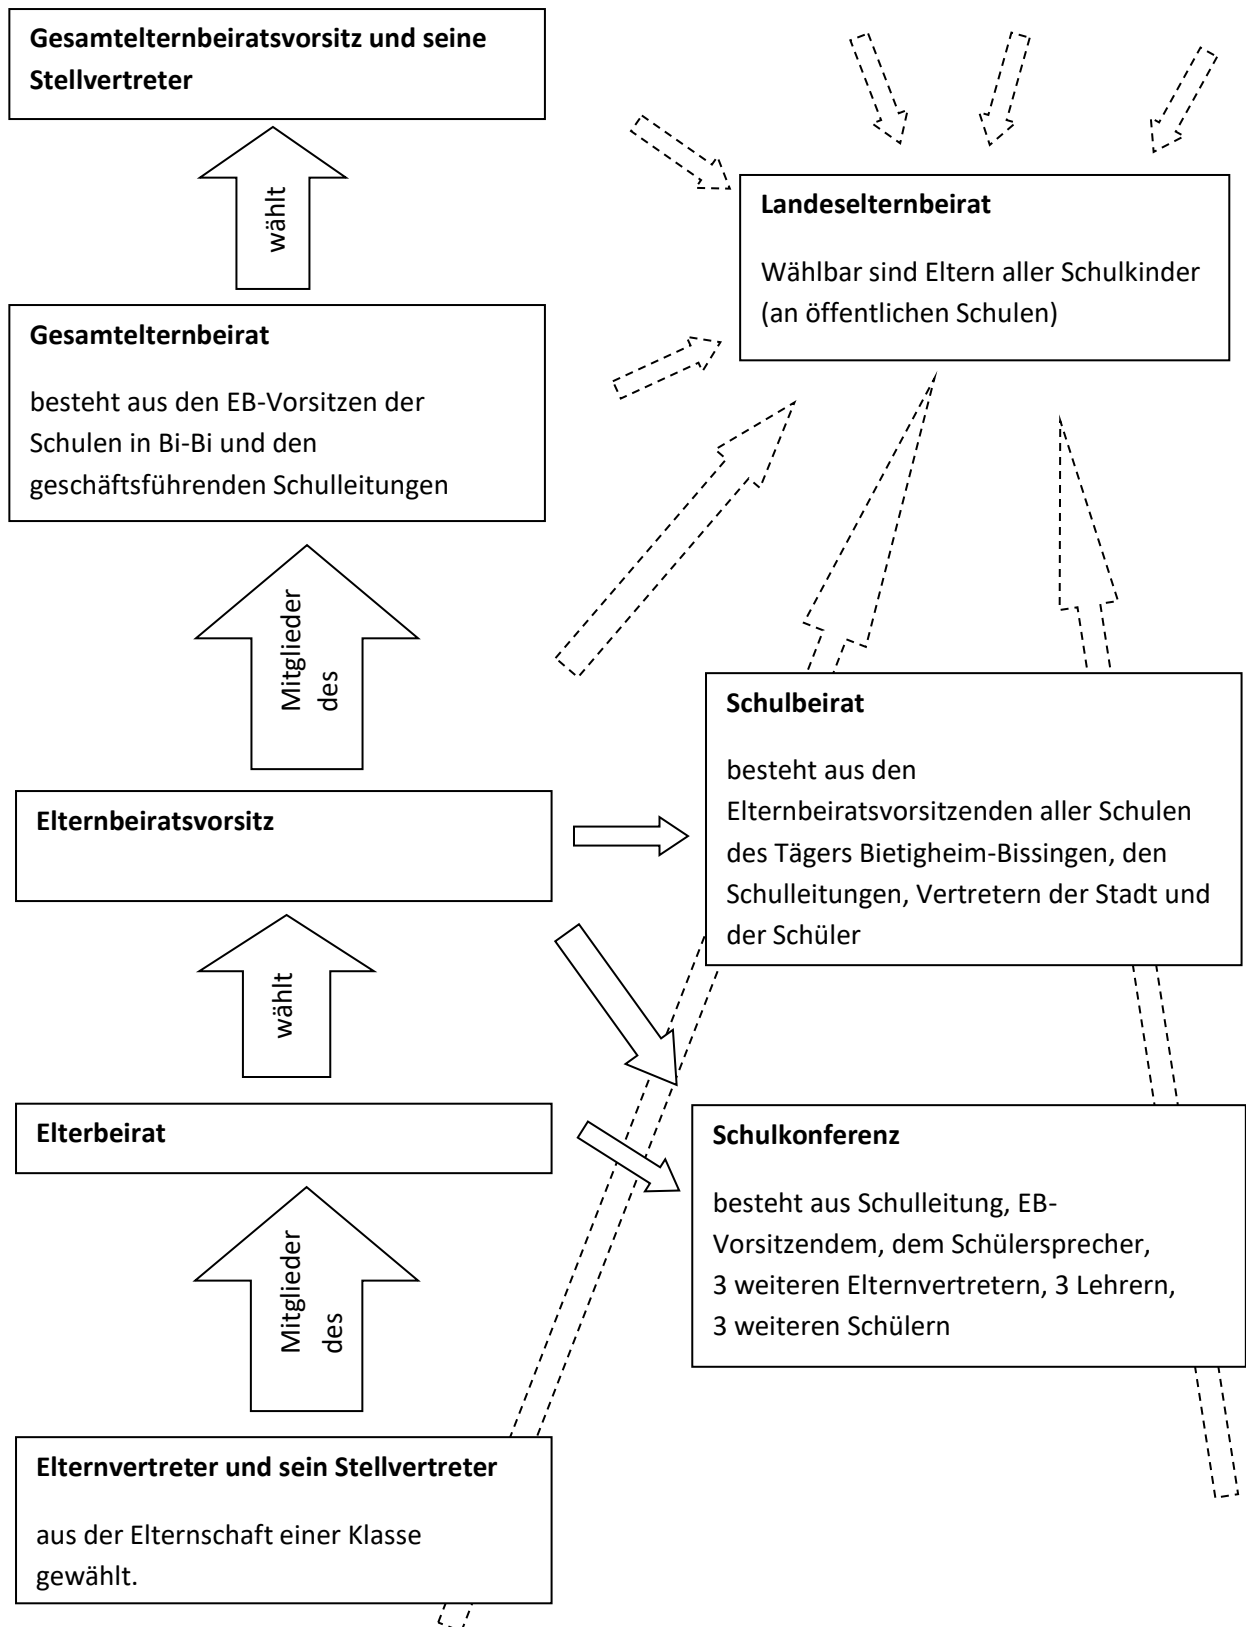 Gesamtelternbeiratsvorsitz und seine
Stellvertreter
wählt
Gesamtelternbeirat
besteht aus den EB-Vorsitzen der
Schulen in Bi-Bi und den
geschäftsführenden Schulleitungen
Mitglieder
des
Elternbeiratsvorsitz
wählt
Elterbeirat
Mitglieder
des
Elternvertreter und sein Stellvertreter
aus der Elternschaft einer Klasse
gewählt.
Landeselternbeirat
Wählbar sind Eltern aller Schulkinder
(an öffentlichen Schulen)
Schulbeirat
besteht aus den
Elternbeiratsvorsitzenden aller Schulen
des Tägers Bietigheim-Bissingen, den
Schulleitungen, Vertretern der Stadt und
der Schüler
Schulkonferenz
besteht aus Schulleitung, EB-
Vorsitzendem, dem Schülersprecher,
3 weiteren Elternvertretern, 3 Lehrern,
3 weiteren Schülern